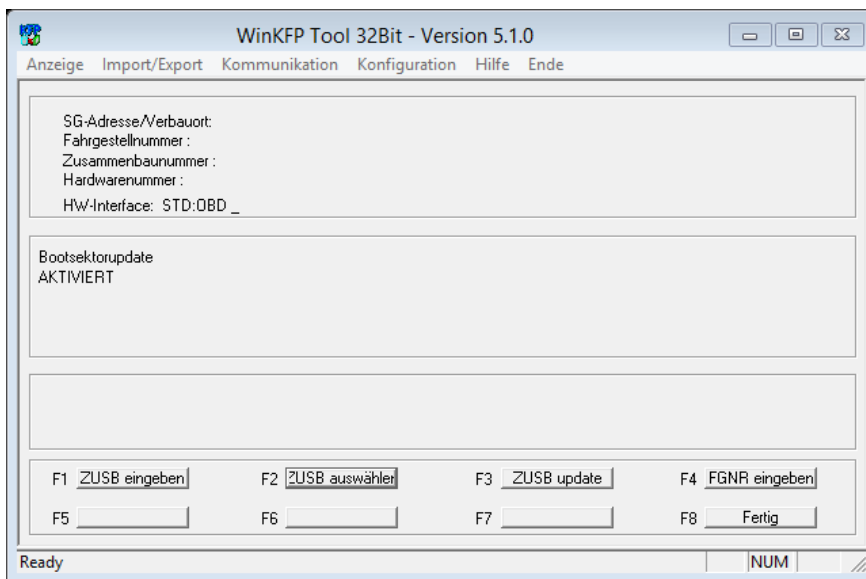 WinKFP Tool 32Bit - Version 5.1.0
Anzeige Import/Export Kommunikation Konfiguration Hilfe Ende
SG-Adresse/Verbauort:
Fahrgestellnummer :
Zusammenbaunummer :
Hardwarenummer :
HW-Interface: STD:OBD _
Bootsektorupdate
AKTIVIERT
F1 ZUSB eingeben F2 ZUSB auswähler F3 ZUSB update F4 FGNR eingeben
F5 F6 F7 F8 Fertig
Ready NUM